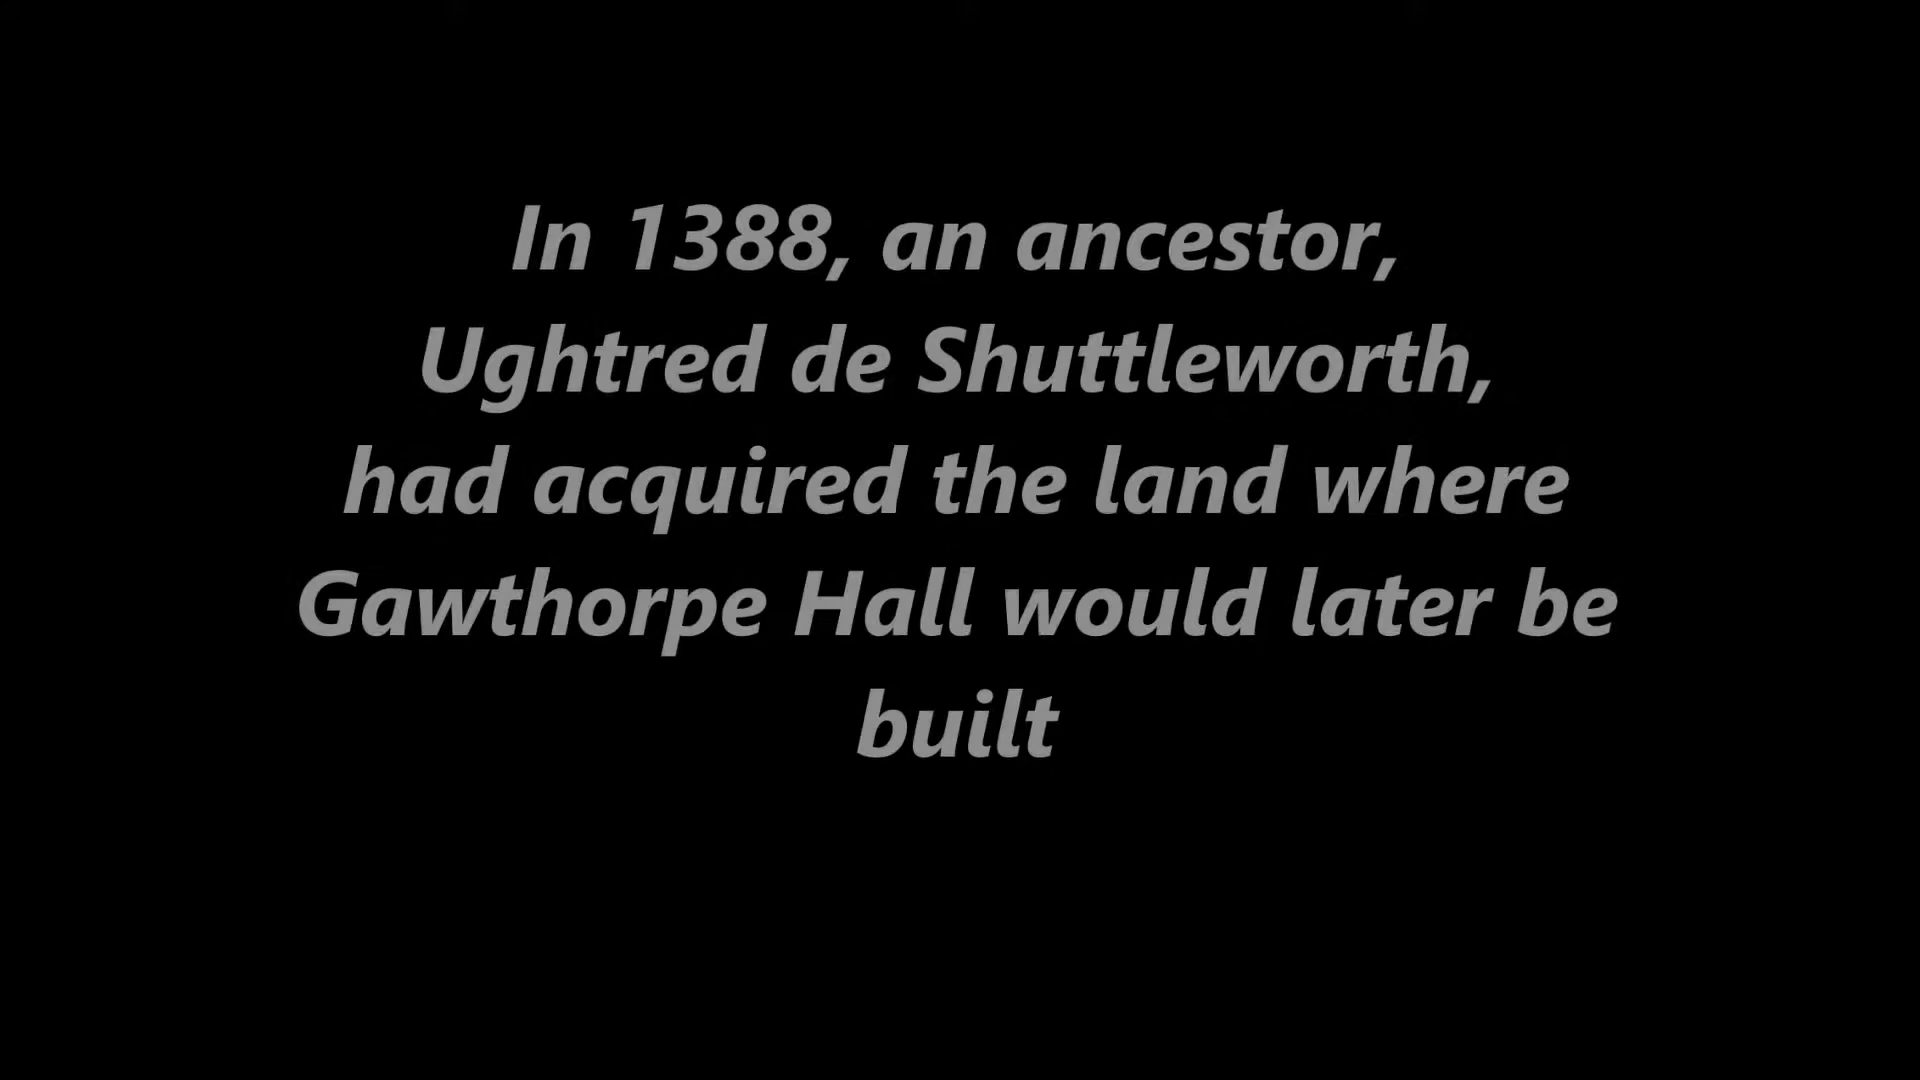 In 1388, an ancestor,
Ughtred de Shuttleworth,
had acquired the land where
Gawthorpe Hall would later be
built